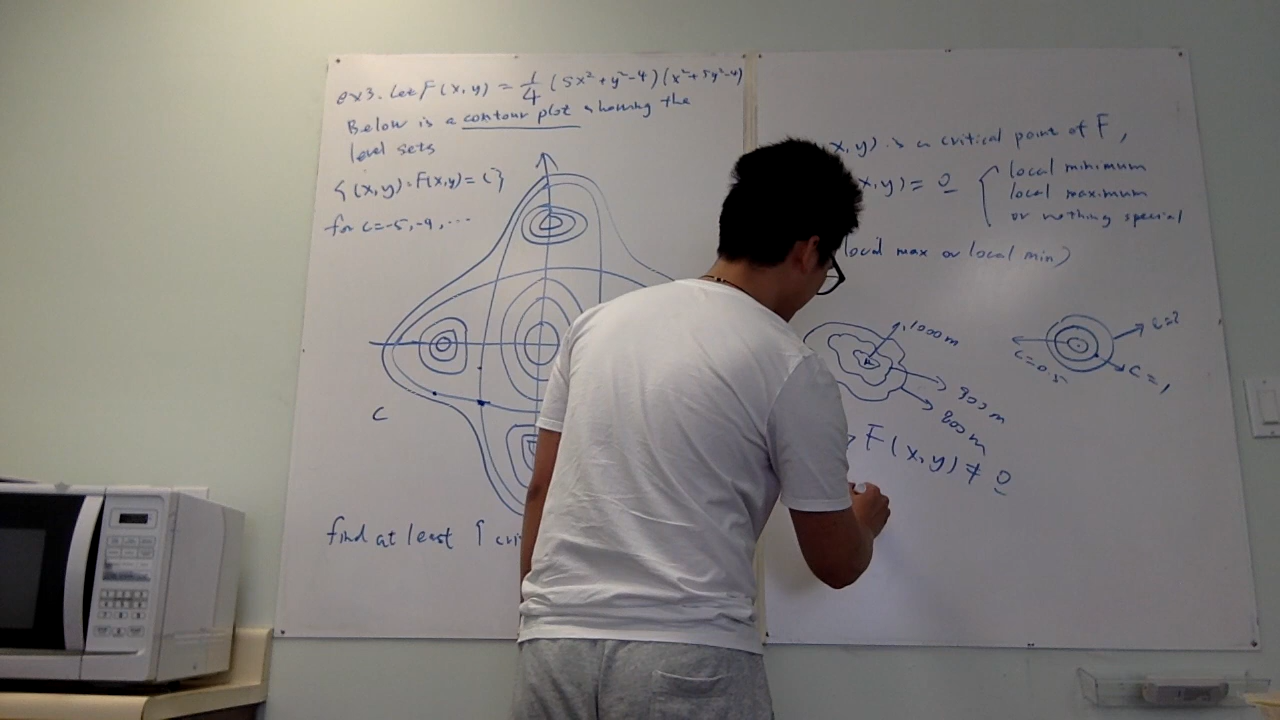 ex3. Let F(x,y) = 1/4 (5x²+y²-4)(x²+5y²-4)
Below is a contour plot showing the
level sets
{(x,y): F(x,y)= C}
for c=-5,-4, ...
C
find at least
x,y) is a critical point of F,
x,y) = 0 { local minimum
local maximum
or nothing special
local max or local min)
1000m
900m
800m
c=2
c=1
c=0.5
F(x,y) ≠ 0